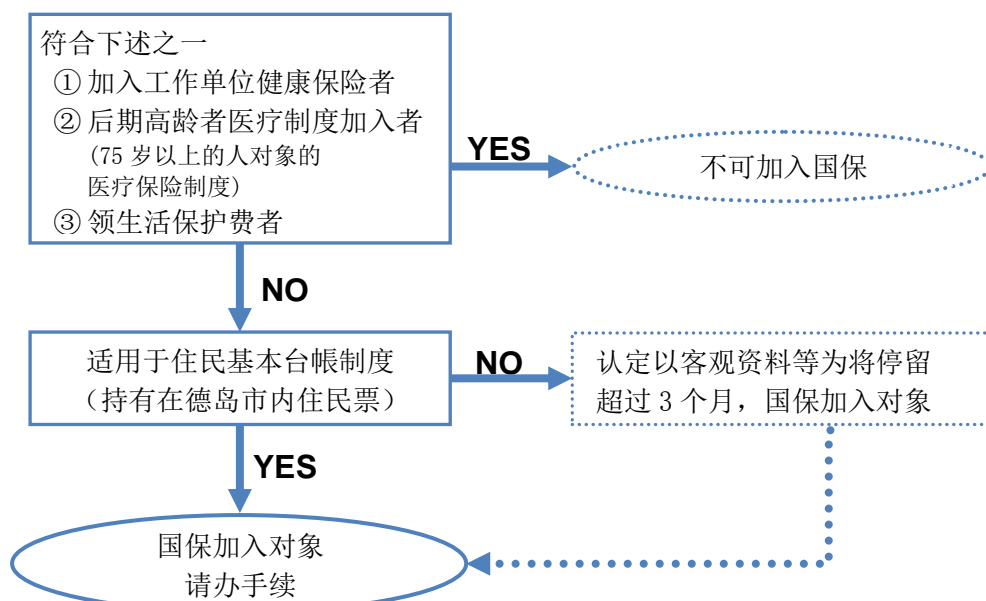 符合下述之一
① 加入工作单位健康保险者
② 后期高龄者医疗制度加入者
(75 岁以上的人对象的
医疗保险制度)
③ 领生活保护费者
YES
不可加入国保
NO
适用于住民基本台帐制度
（持有在德岛市内住民票）
NO
认定以客观资料等为将停留
超过 3 个月，国保加入对象
YES
国保加入对象
请办手续